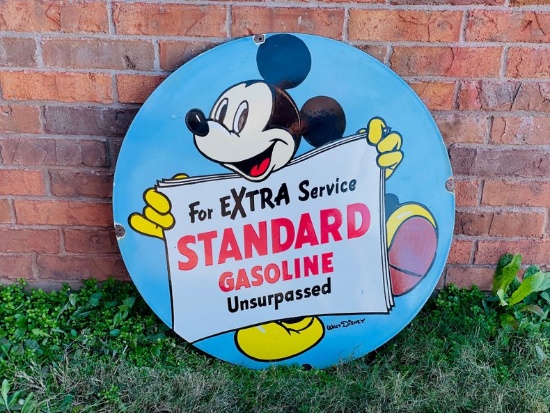 For EXTRA Service
STANDARD
GASOLINE
Unsurpassed
WALT DISNEY